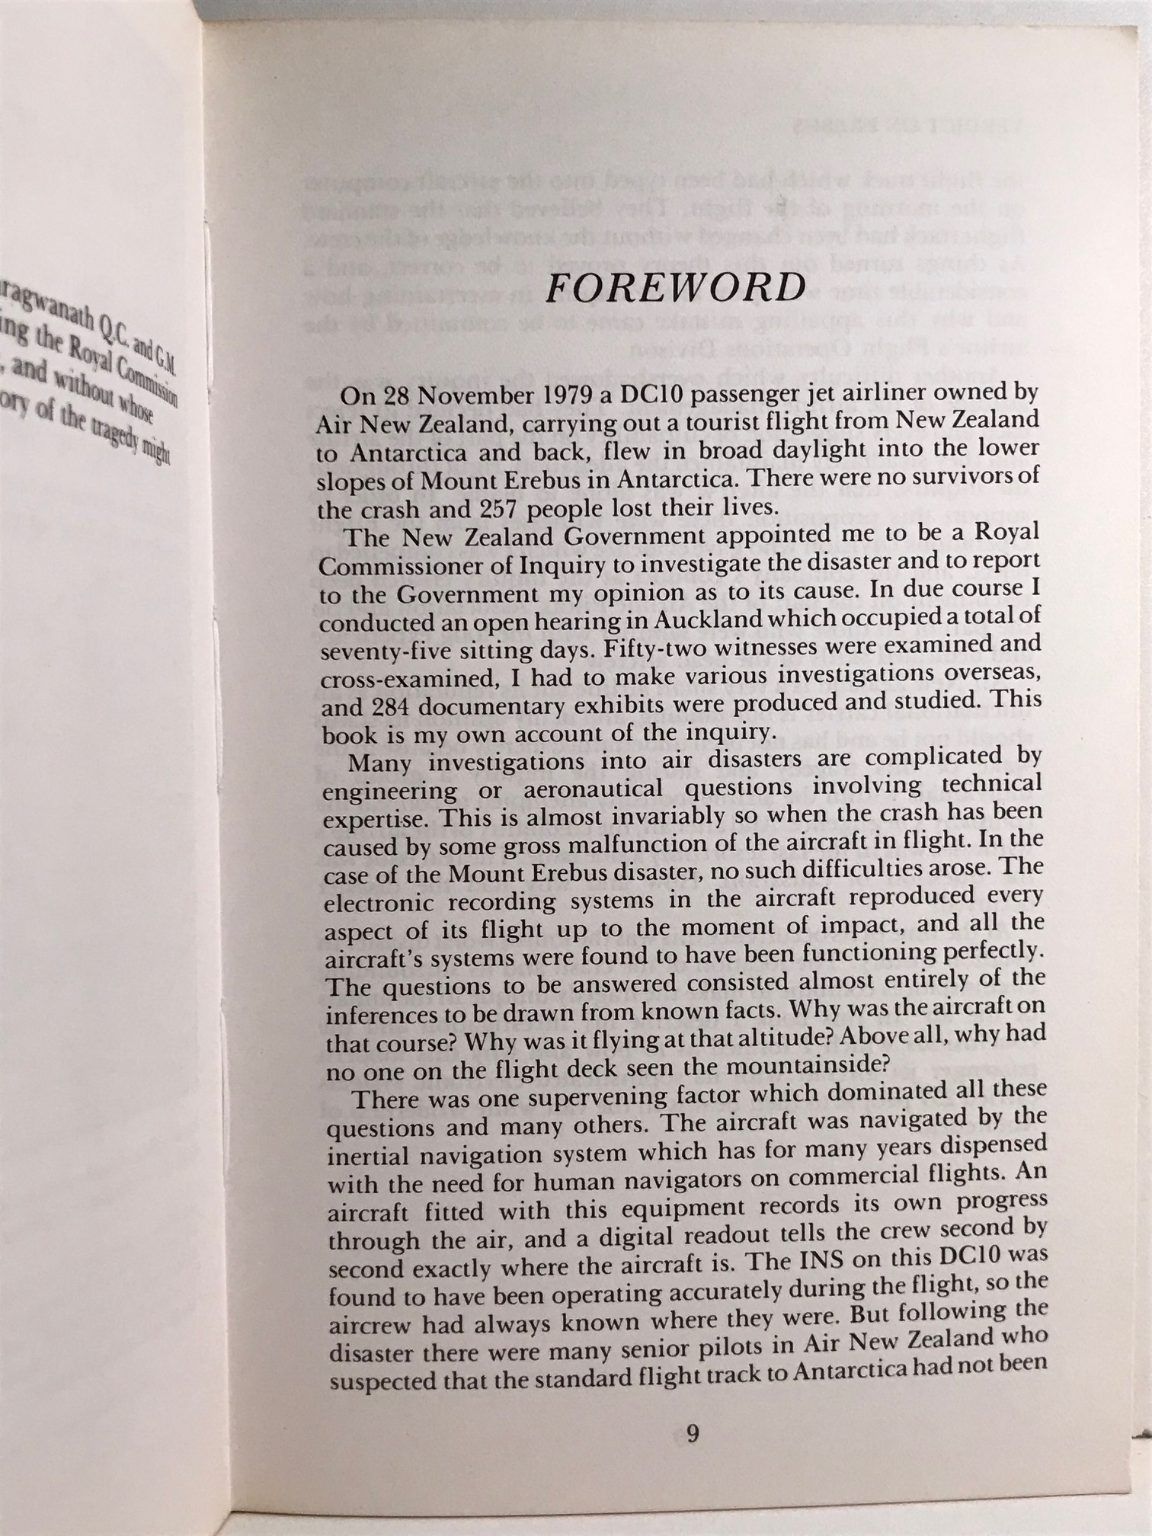 ragwanath Q.C. and G.M.
ing the Royal Commission
, and without whose
ory of the tragedy might
FOREWORD
On 28 November 1979 a DC10 passenger jet airliner owned by
Air New Zealand, carrying out a tourist flight from New Zealand
to Antarctica and back, flew in broad daylight into the lower
slopes of Mount Erebus in Antarctica. There were no survivors of
the crash and 257 people lost their lives.
The New Zealand Government appointed me to be a Royal
Commissioner of Inquiry to investigate the disaster and to report
to the Government my opinion as to its cause. In due course I
conducted an open hearing in Auckland which occupied a total of
seventy-five sitting days. Fifty-two witnesses were examined and
cross-examined, I had to make various investigations overseas,
and 284 documentary exhibits were produced and studied. This
book is my own account of the inquiry.
Many investigations into air disasters are complicated by
engineering or aeronautical questions involving technical
expertise. This is almost invariably so when the crash has been
caused by some gross malfunction of the aircraft in flight. In the
case of the Mount Erebus disaster, no such difficulties arose. The
electronic recording systems in the aircraft reproduced every
aspect of its flight up to the moment of impact, and all the
aircraft's systems were found to have been functioning perfectly.
The questions to be answered consisted almost entirely of the
inferences to be drawn from known facts. Why was the aircraft on
that course? Why was it flying at that altitude? Above all, why had
no one on the flight deck seen the mountainside?
There was one supervening factor which dominated all these
questions and many others. The aircraft was navigated by the
inertial navigation system which has for many years dispensed
with the need for human navigators on commercial flights. An
aircraft fitted with this equipment records its own progress
through the air, and a digital readout tells the crew second by
second exactly where the aircraft is. The INS on this DC10 was
found to have been operating accurately during the flight, so the
aircrew had always known where they were. But following the
disaster there were many senior pilots in Air New Zealand who
suspected that the standard flight track to Antarctica had not been
9